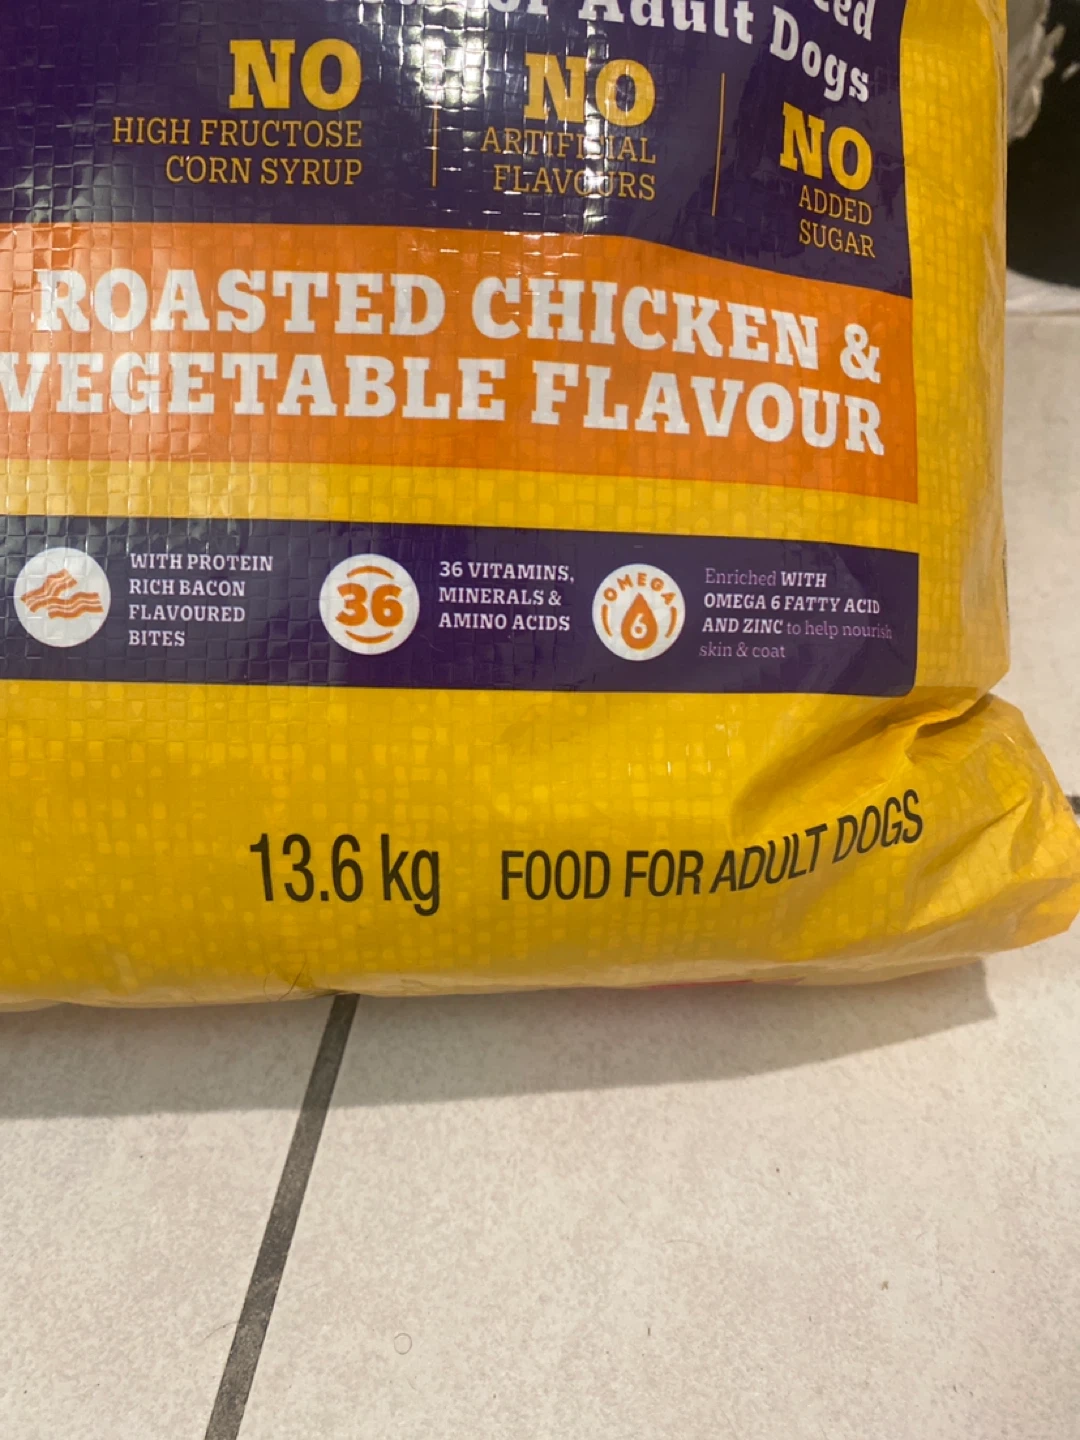 Adult Dogs
NO
HIGH FRUCTOSE
CORN SYRUP
NO
ARTIFICIAL
FLAVOURS
NO
ADDED
SUGAR
ROASTED CHICKEN &
VEGETABLE FLAVOUR
WITH PROTEIN
RICH BACON
FLAVOURED
BITES
36
36 VITAMINS,
MINERALS &
AMINO ACIDS
OMEGA
6
Enriched WITH
OMEGA 6 FATTY ACID
AND ZINC to help nourish
skin & coat
13.6 kg FOOD FOR ADULT DOGS